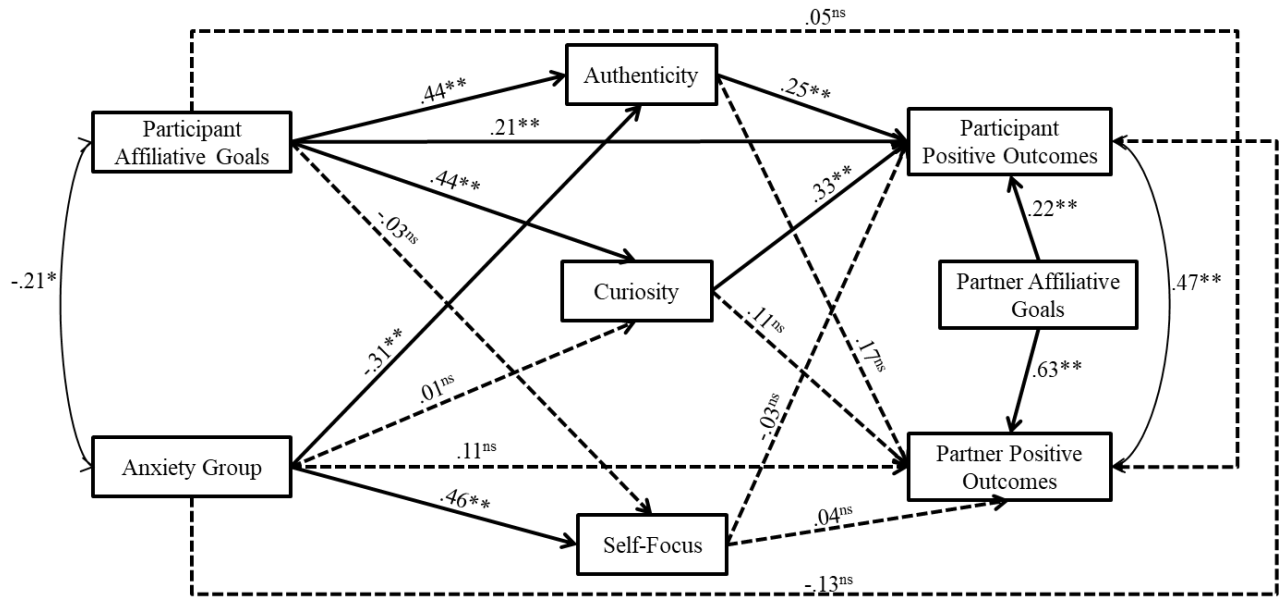 .05ns
Authenticity
.44**
.25**
Participant
Affiliative Goals
.21**
Participant
Positive Outcomes
.44**
.33**
-.03ns
.22**
-.21*
Curiosity
Partner Affiliative
Goals
.47**
.11ns
-.31**
.17ns
.01ns
.63**
-.03ns
Anxiety Group
.11ns
Partner Positive
Outcomes
.46**
.04ns
Self-Focus
-.13ns